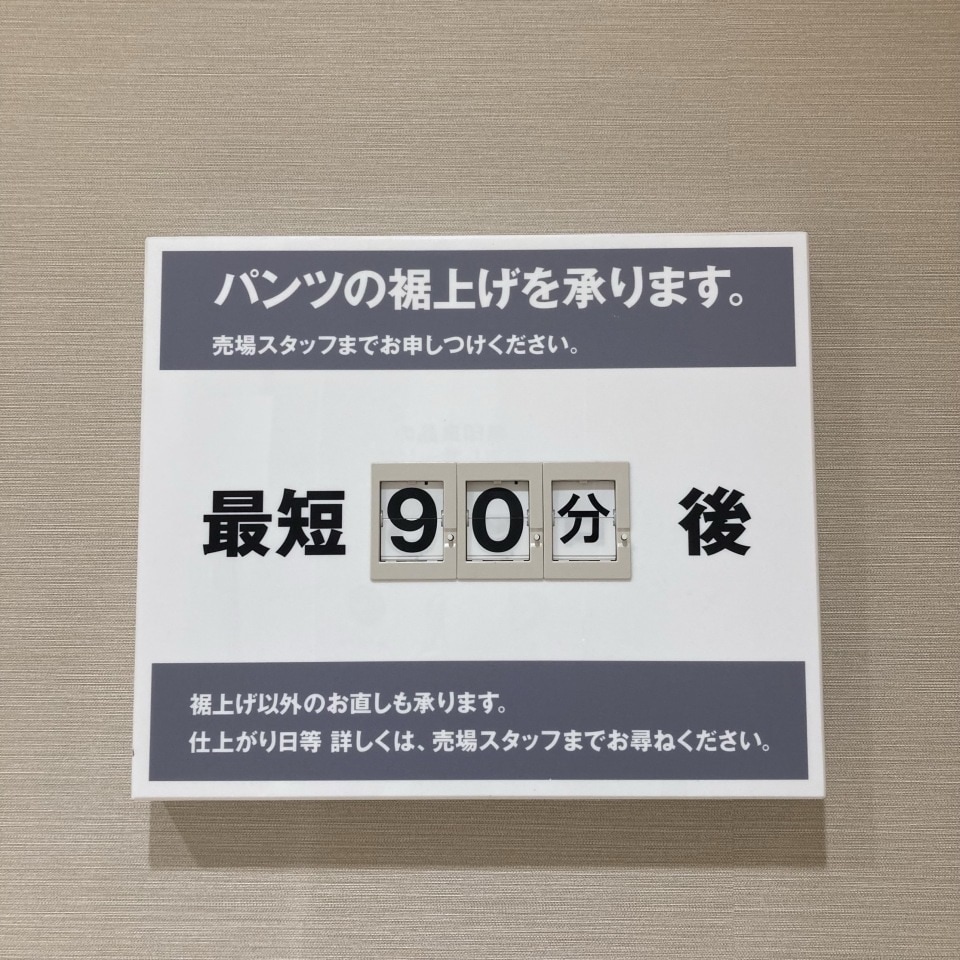 パンツの裾上げを承ります。
売場スタッフまでお申しつけください。
最短 90分 後
裾上げ以外のお直しも承ります。
仕上がり日等 詳しくは、売場スタッフまでお尋ねください。